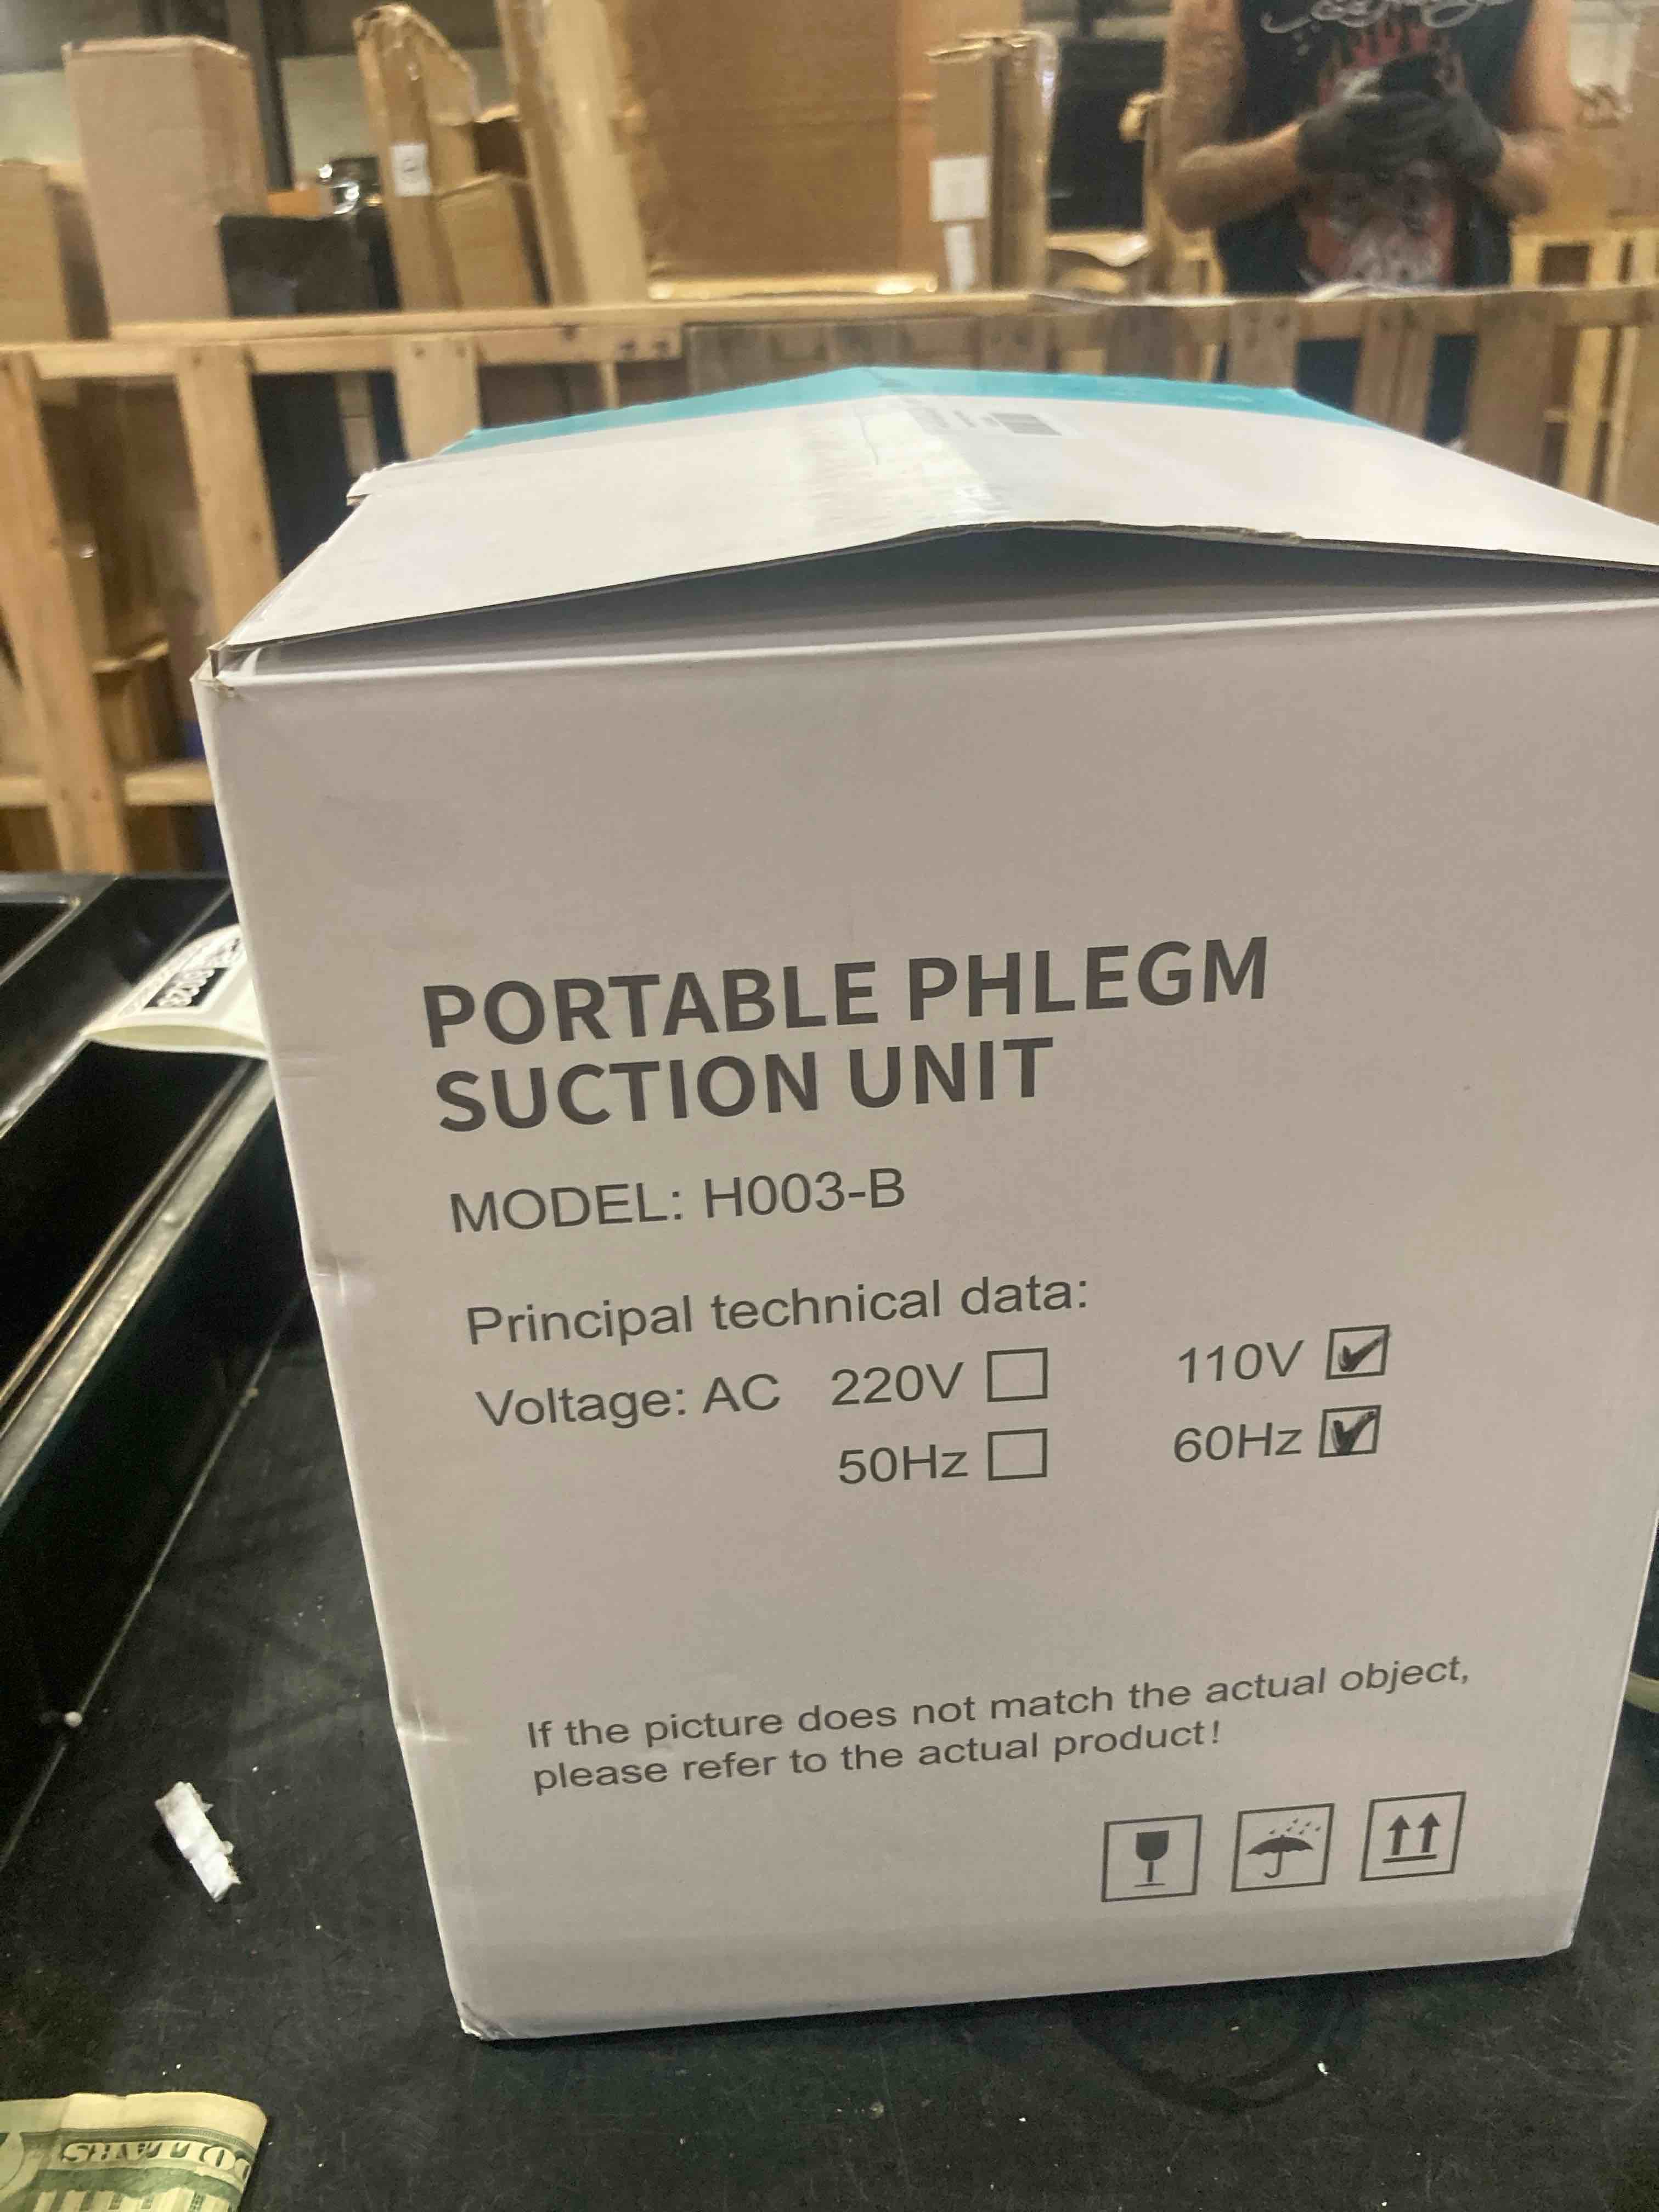 PORTABLE PHLEGM
SUCTION UNIT
MODEL: H003-B
Principal technical data:
Voltage: AC 220V 110V
50Hz 60Hz
If the picture does not match the actual object,
please refer to the actual product!
DOLLARS